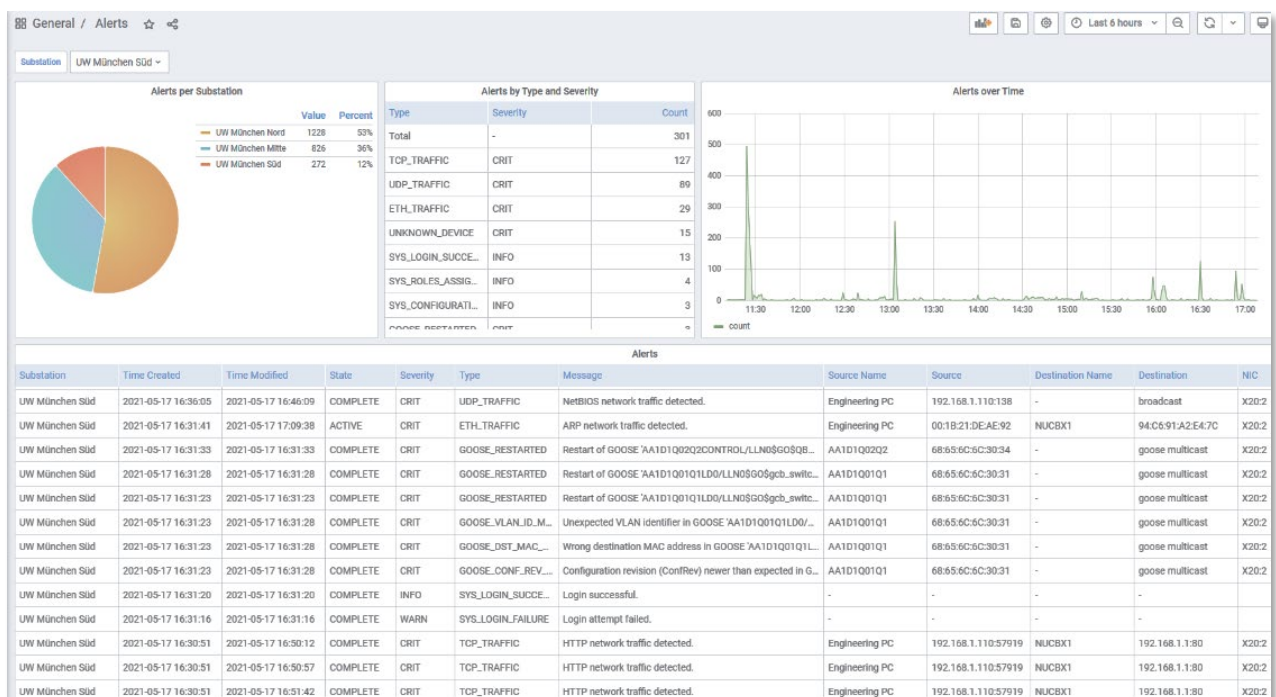 General / Alerts
Last 6 hours
Substation UW München Süd
Alerts per Substation
Value Percent
UW München Nord 1228 53%
UW München Mitte 826 36%
UW München Süd 272 12%
Alerts by Type and Severity
Type Severity Count
Total - 301
TCP_TRAFFIC CRIT 127
UDP_TRAFFIC CRIT 89
ETH_TRAFFIC CRIT 29
UNKNOWN_DEVICE CRIT 15
SYS_LOGIN_SUCCE... INFO 13
SYS_ROLES_ASSIG... INFO 4
SYS_CONFIGURATI... INFO 3
GOOSE_RESTARTED CRIT
Alerts over Time
600
500
400
300
200
100
0
11:30 12:00 12:30 13:00 13:30 14:00 14:30 15:00 15:30 16:00 16:30 17:00
count
Alerts
Substation Time Created Time Modified State Severity Type Message Source Name Source Destination Name Destination NIC
UW München Süd 2021-05-17 16:36:05 2021-05-17 16:46:09 COMPLETE CRIT UDP_TRAFFIC NetBIOS network traffic detected. Engineering PC 192.168.1.110:138 - broadcast X20:2
UW München Süd 2021-05-17 16:31:41 2021-05-17 17:09:38 ACTIVE CRIT ETH_TRAFFIC ARP network traffic detected. Engineering PC 00:1B:21:DE:AE:92 NUCBX1 94:C6:91:A2:E4:7C X20:2
UW München Süd 2021-05-17 16:31:33 2021-05-17 16:31:33 COMPLETE CRIT GOOSE_RESTARTED Restart of GOOSE 'AA1D1Q02Q2CONTROL/LLN0$GO$QB... AA1D1Q02Q2 68:65:6C:6C:30:34 - goose multicast X20:2
UW München Süd 2021-05-17 16:31:28 2021-05-17 16:31:28 COMPLETE CRIT GOOSE_RESTARTED Restart of GOOSE 'AA1D1Q01Q1LD0/LLN0$GO$gcb_switc... AA1D1Q01Q1 68:65:6C:6C:30:31 - goose multicast X20:2
UW München Süd 2021-05-17 16:31:23 2021-05-17 16:31:23 COMPLETE CRIT GOOSE_RESTARTED Restart of GOOSE 'AA1D1Q01Q1LD0/LLN0$GO$gcb_switc... AA1D1Q01Q1 68:65:6C:6C:30:31 - goose multicast X20:2
UW München Süd 2021-05-17 16:31:23 2021-05-17 16:31:28 COMPLETE CRIT GOOSE_VLAN_ID_M... Unexpected VLAN identifier in GOOSE 'AA1D1Q01Q1LD0/... AA1D1Q01Q1 68:65:6C:6C:30:31 - goose multicast X20:2
UW München Süd 2021-05-17 16:31:23 2021-05-17 16:31:28 COMPLETE CRIT GOOSE_DST_MAC_... Wrong destination MAC address in GOOSE 'AA1D1Q01Q1L... AA1D1Q01Q1 68:65:6C:6C:30:31 - goose multicast X20:2
UW München Süd 2021-05-17 16:31:23 2021-05-17 16:31:28 COMPLETE CRIT GOOSE_CONF_REV_... Configuration revision (ConfRev) newer than expected in G... AA1D1Q01Q1 68:65:6C:6C:30:31 - goose multicast X20:2
UW München Süd 2021-05-17 16:31:20 2021-05-17 16:31:20 COMPLETE INFO SYS_LOGIN_SUCCE... Login successful. - - - -
UW München Süd 2021-05-17 16:31:16 2021-05-17 16:31:16 COMPLETE WARN SYS_LOGIN_FAILURE Login attempt failed. - - - -
UW München Süd 2021-05-17 16:30:51 2021-05-17 16:50:12 COMPLETE CRIT TCP_TRAFFIC HTTP network traffic detected. Engineering PC 192.168.1.110:57919 NUCBX1 192.168.1.1:80 X20:2
UW München Süd 2021-05-17 16:30:51 2021-05-17 16:50:57 COMPLETE CRIT TCP_TRAFFIC HTTP network traffic detected. Engineering PC 192.168.1.110:57919 NUCBX1 192.168.1.1:80 X20:2
UW München Süd 2021-05-17 16:30:51 2021-05-17 16:51:42 COMPLETE CRIT TCP_TRAFFIC HTTP network traffic detected. Engineering PC 192.168.1.110:57919 NUCBX1 192.168.1.1:80 X20:2